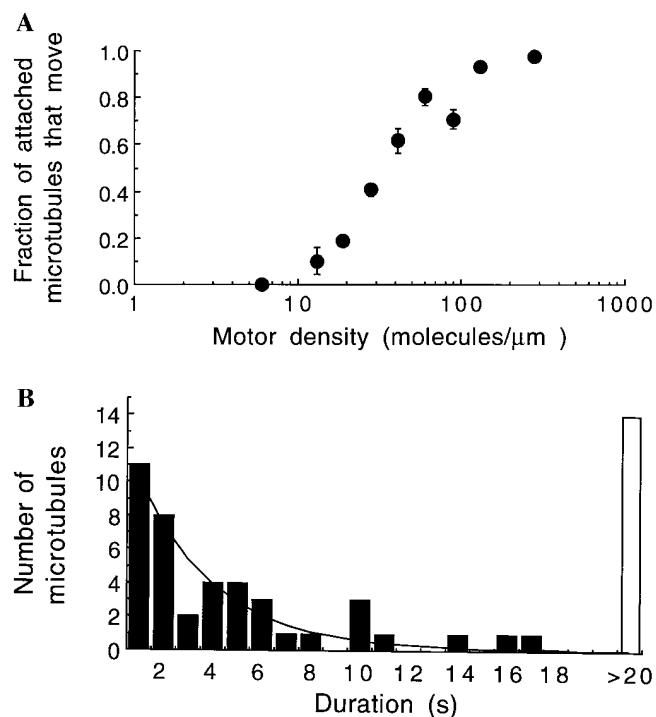 A
Fraction of attached
microtubules that move
1.0
0.8
0.6
0.4
0.2
0.0
1 10 100 1000
Motor density (molecules/μm )
B
Number of
microtubules
14
12
10
8
6
4
2
0
2 4 6 8 10 12 14 16 18 >20
Duration (s)